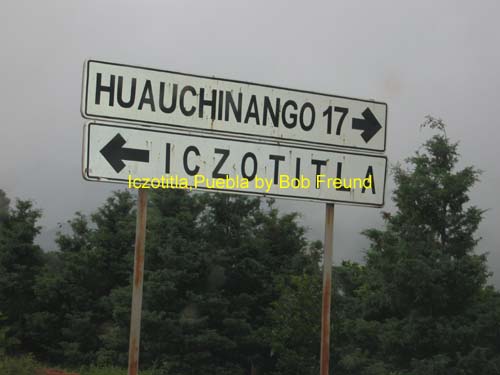 HUAUCHINANGO 17
ICZOTITLA
Iczotitla,Puebla by Bob Freund